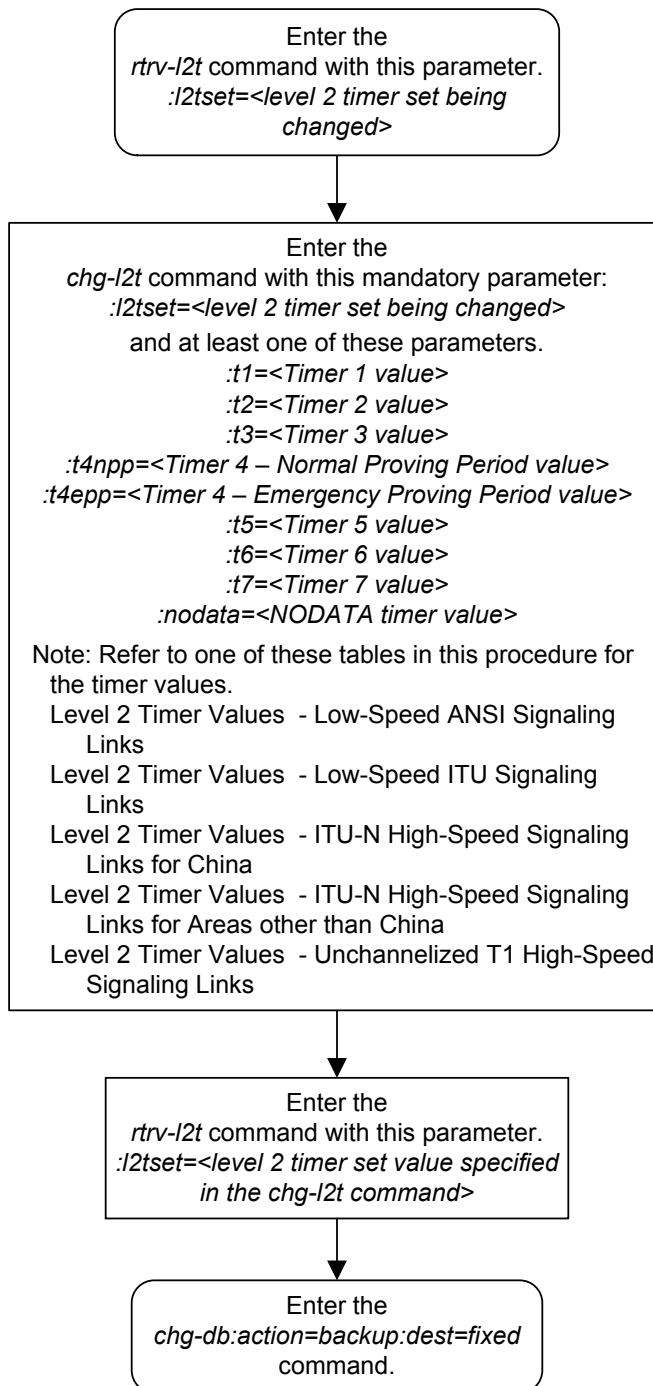 Enter the
rtrv-l2t command with this parameter.
:l2tset=<level 2 timer set being
changed>
Enter the
chg-l2t command with this mandatory parameter:
:l2tset=<level 2 timer set being changed>
and at least one of these parameters.
:t1=<Timer 1 value>
:t2=<Timer 2 value>
:t3=<Timer 3 value>
:t4npp=<Timer 4 – Normal Proving Period value>
:t4epp=<Timer 4 – Emergency Proving Period value>
:t5=<Timer 5 value>
:t6=<Timer 6 value>
:t7=<Timer 7 value>
:nodata=<NODATA timer value>
Note: Refer to one of these tables in this procedure for
the timer values.
Level 2 Timer Values - Low-Speed ANSI Signaling
Links
Level 2 Timer Values - Low-Speed ITU Signaling
Links
Level 2 Timer Values - ITU-N High-Speed Signaling
Links for China
Level 2 Timer Values - ITU-N High-Speed Signaling
Links for Areas other than China
Level 2 Timer Values - Unchannelized T1 High-Speed
Signaling Links
Enter the
rtrv-l2t command with this parameter.
:l2tset=<level 2 timer set value specified
in the chg-l2t command>
Enter the
chg-db:action=backup:dest=fixed
command.